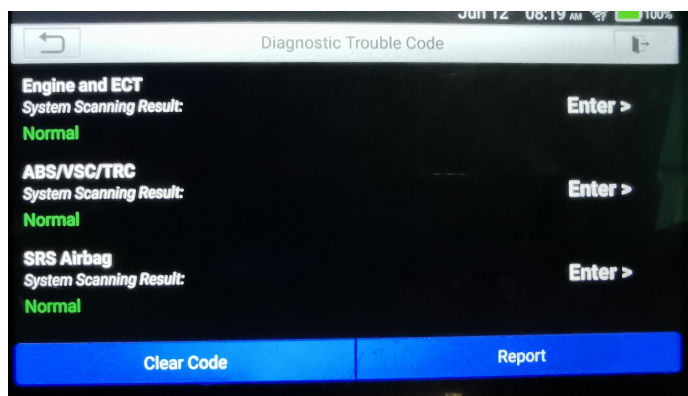 Jun 12 08:19 AM 100%
Diagnostic Trouble Code
Engine and ECT
System Scanning Result:
Enter >
Normal
ABS/VSC/TRC
System Scanning Result:
Enter >
Normal
SRS Airbag
System Scanning Result:
Enter >
Normal
Clear Code Report